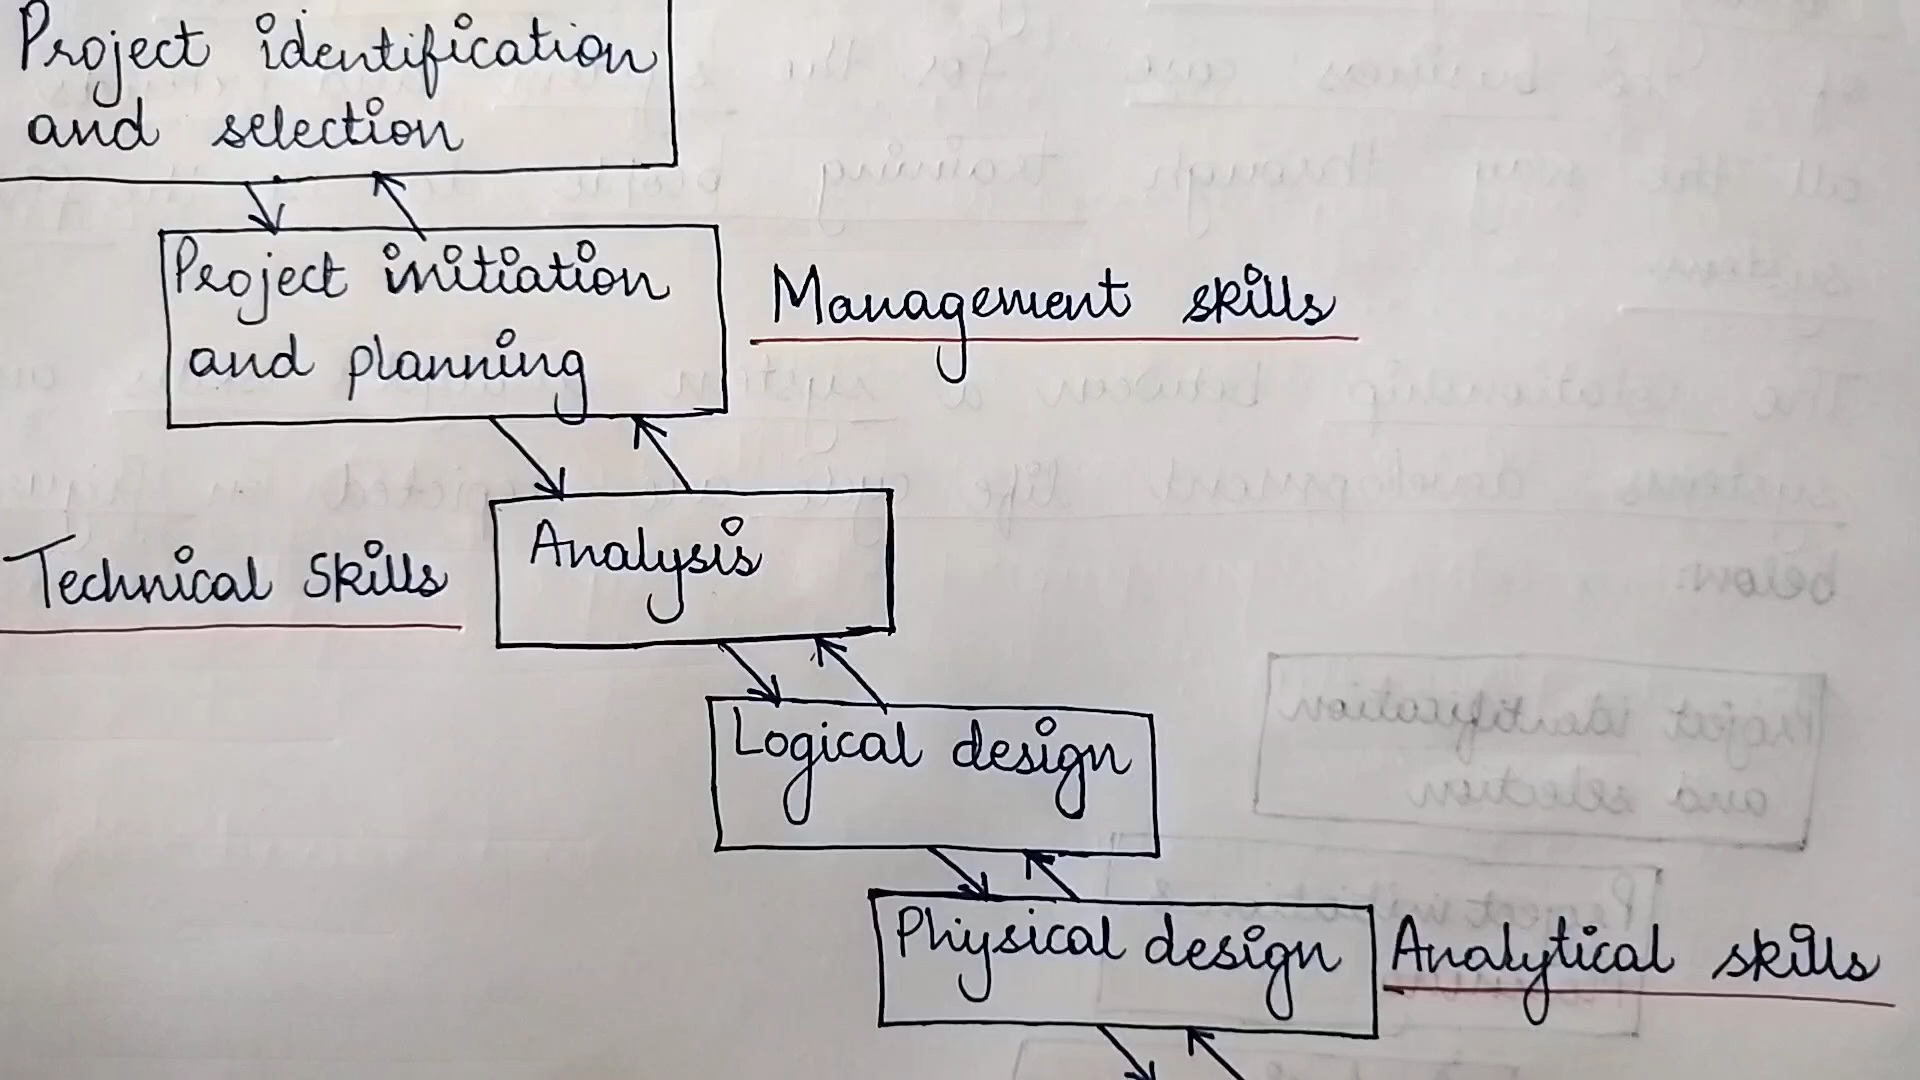 Project identification
and selection
Project initiation
and planning
Management skills
Analysis
Technical Skills
Logical design
Physical design
Analytical skills